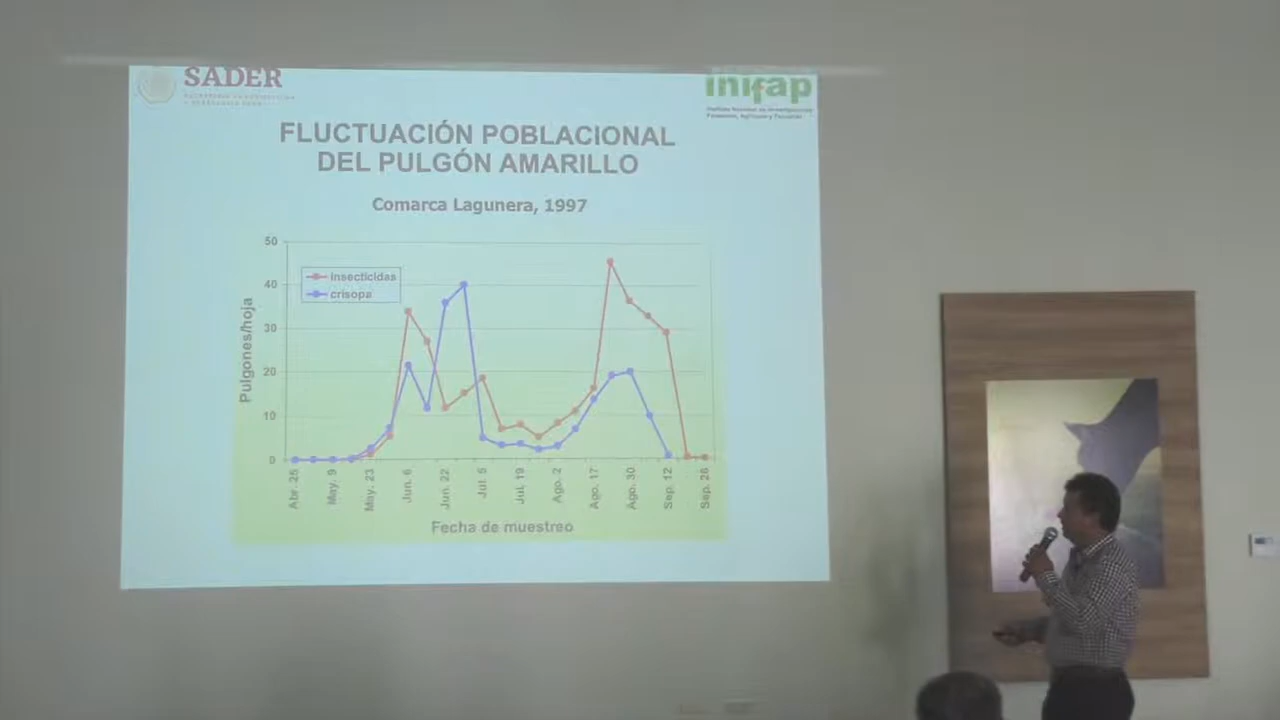 SADER
inifap
FLUCTUACIÓN POBLACIONAL
DEL PULGÓN AMARILLO
Comarca Lagunera, 1997
50
40
30
20
10
0
Pulgones/hoja
insecticidas
crisopa
Abr. 25
May. 9
May. 23
Jun. 6
Jun. 22
Jul. 5
Jul. 19
Ago. 2
Ago. 17
Ago. 30
Sep. 12
Sep. 26
Fecha de muestreo